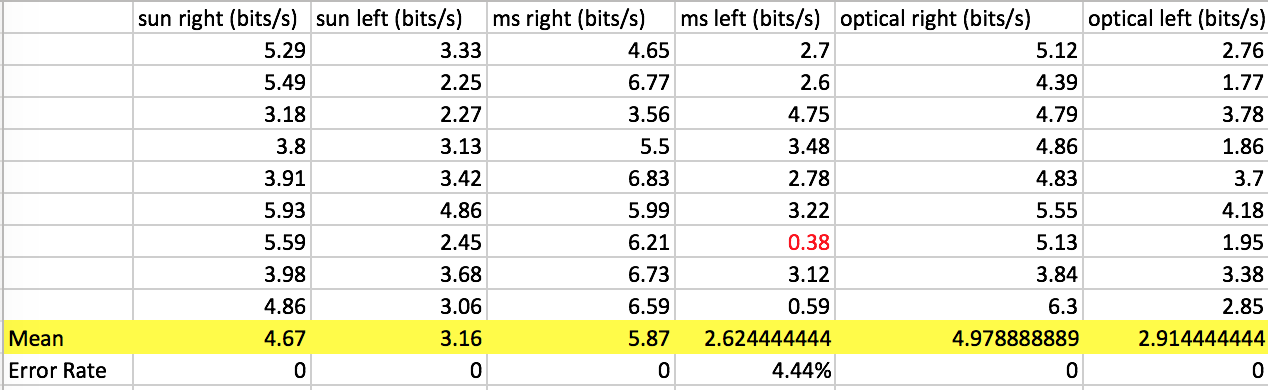 sun right (bits/s) sun left (bits/s) ms right (bits/s) ms left (bits/s) optical right (bits/s) optical left (bits/s)
5.29 3.33 4.65 2.7 5.12 2.76
5.49 2.25 6.77 2.6 4.39 1.77
3.18 2.27 3.56 4.75 4.79 3.78
3.8 3.13 5.5 3.48 4.86 1.86
3.91 3.42 6.83 2.78 4.83 3.7
5.93 4.86 5.99 3.22 5.55 4.18
5.59 2.45 6.21 0.38 5.13 1.95
3.98 3.68 6.73 3.12 3.84 3.38
4.86 3.06 6.59 0.59 6.3 2.85
Mean 4.67 3.16 5.87 2.624444444 4.978888889 2.914444444
Error Rate 0 0 0 4.44% 0 0